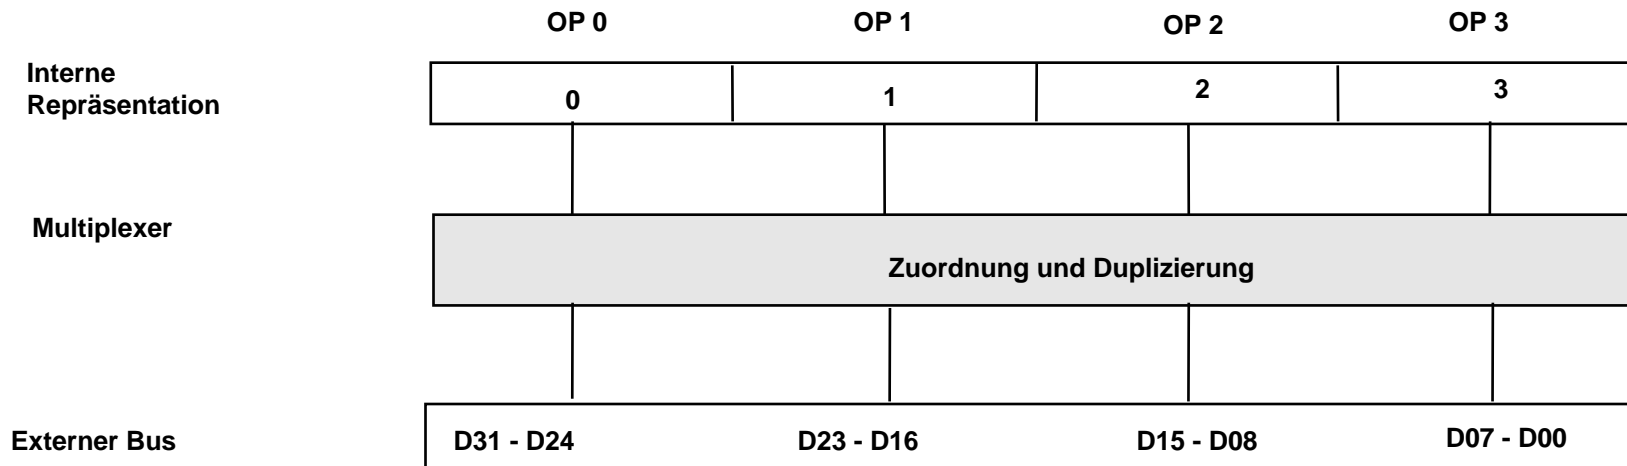 OP 0 OP 1 OP 2 OP 3
Interne
Repräsentation
0 1 2 3
Multiplexer
Zuordnung und Duplizierung
Externer Bus D31 - D24 D23 - D16 D15 - D08 D07 - D00